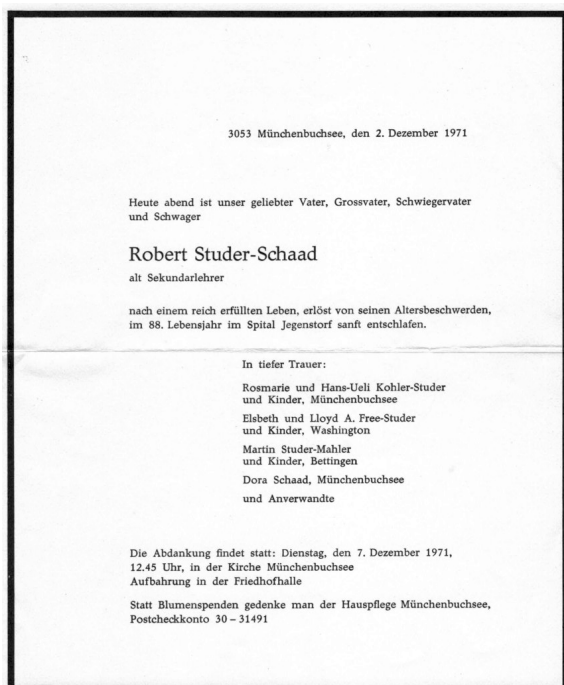 3053 Münchenbuchsee, den 2. Dezember 1971
Heute abend ist unser geliebter Vater, Grossvater, Schwiegervater
und Schwager
Robert Studer-Schaad
alt Sekundarlehrer
nach einem reich erfüllten Leben, erlöst von seinen Altersbeschwerden,
im 88. Lebensjahr im Spital Jegenstorf sanft entschlafen.
In tiefer Trauer:
Rosmarie und Hans-Ueli Kohler-Studer
und Kinder, Münchenbuchsee
Elsbeth und Lloyd A. Free-Studer
und Kinder, Washington
Martin Studer-Mahler
und Kinder, Bettingen
Dora Schaad, Münchenbuchsee
und Anverwandte
Die Abdankung findet statt: Dienstag, den 7. Dezember 1971,
12.45 Uhr, in der Kirche Münchenbuchsee
Aufbahrung in der Friedhofhalle
Statt Blumenspenden gedenke man der Hauspflege Münchenbuchsee,
Postcheckkonto 30 – 31491